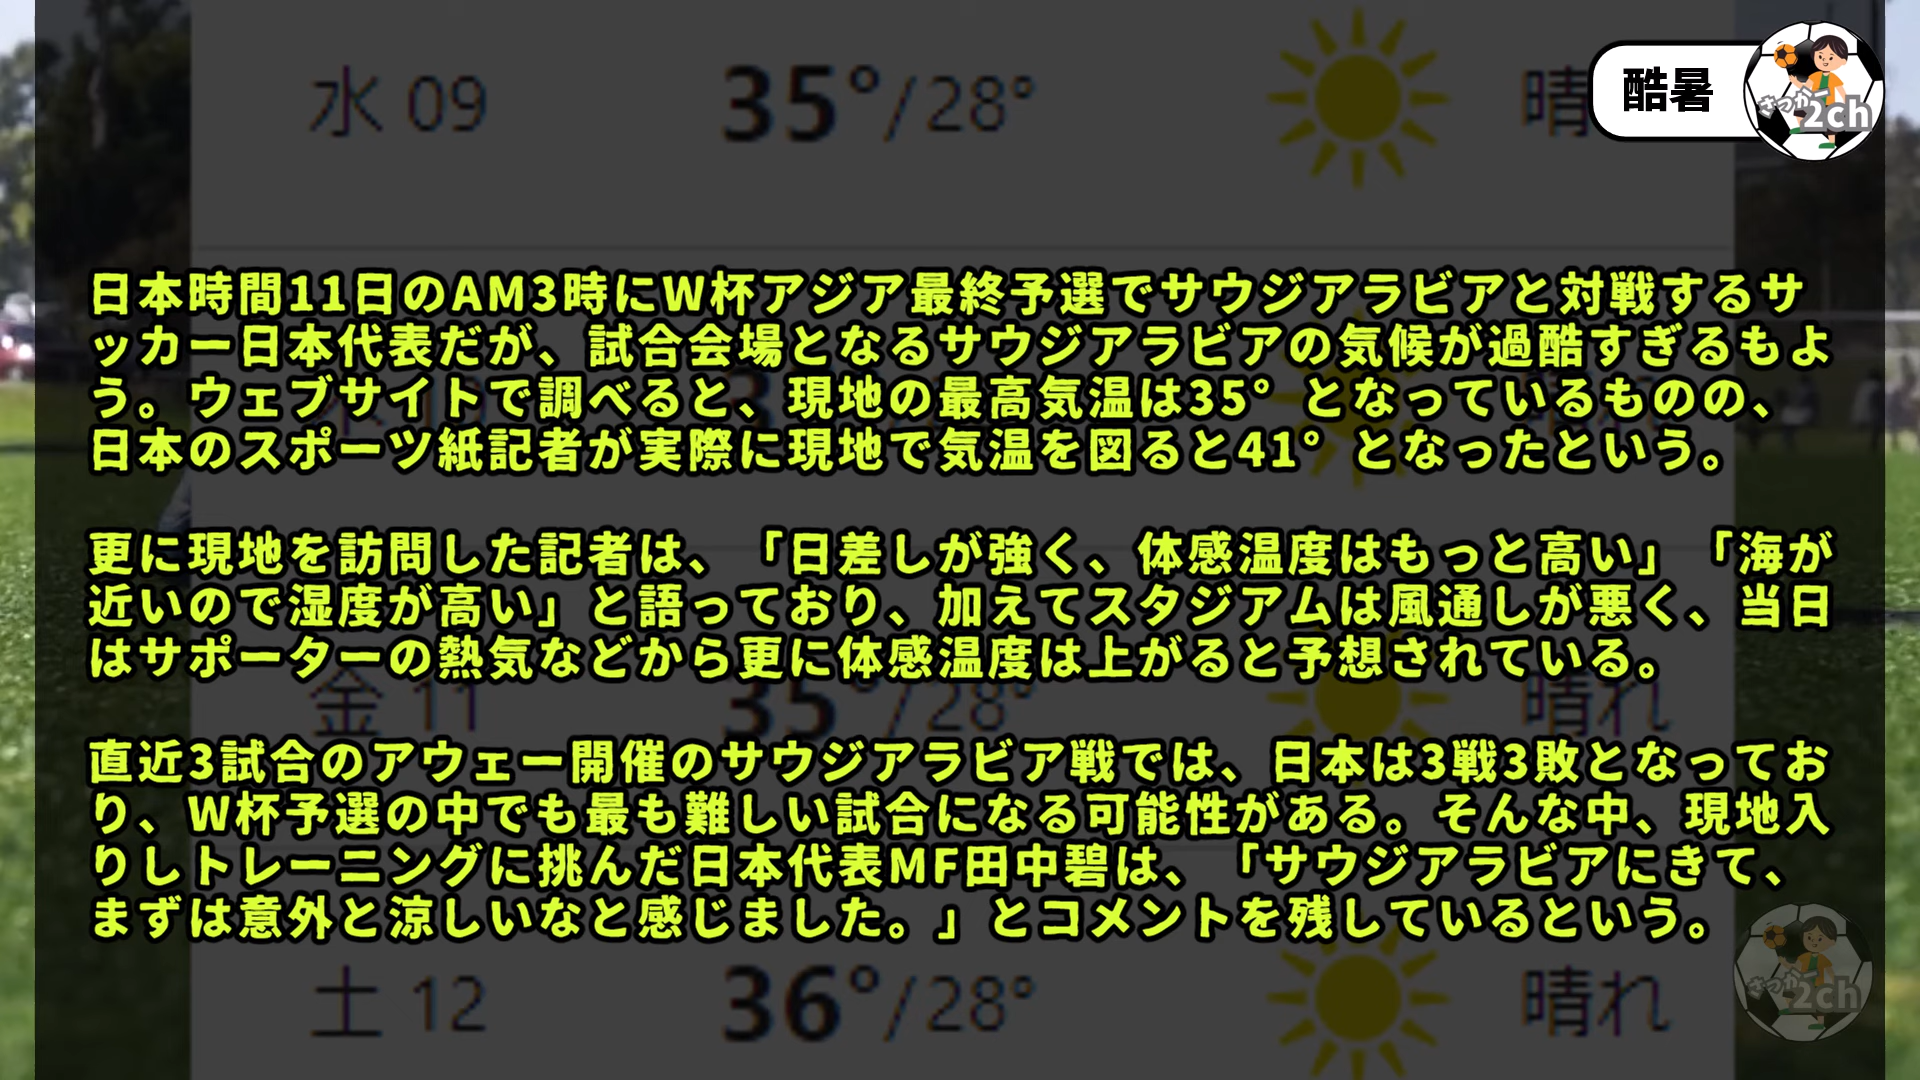 水 09 35°/28° 晴
酷暑
さっかー2ch
日本時間11日のAM3時にW杯アジア最終予選でサウジアラビアと対戦するサ
ッカー日本代表だが、試合会場となるサウジアラビアの気候が過酷すぎるもよ
う。ウェブサイトで調べると、現地の最高気温は35°となっているものの、
日本のスポーツ紙記者が実際に現地で気温を図ると41°となったという。
更に現地を訪問した記者は、「日差しが強く、体感温度はもっと高い」「海が
近いので湿度が高い」と語っており、加えてスタジアムは風通しが悪く、当日
はサポーターの熱気などから更に体感温度は上がると予想されている。
金 11 35°/28° 晴れ
直近3試合のアウェー開催のサウジアラビア戦では、日本は3戦3敗となってお
り、W杯予選の中でも最も難しい試合になる可能性がある。そんな中、現地入
りしトレーニングに挑んだ日本代表MF田中碧は、「サウジアラビアにきて、
まずは意外と涼しいなと感じました。」とコメントを残しているという。
さっかー2ch
土 12 36°/28° 晴れ